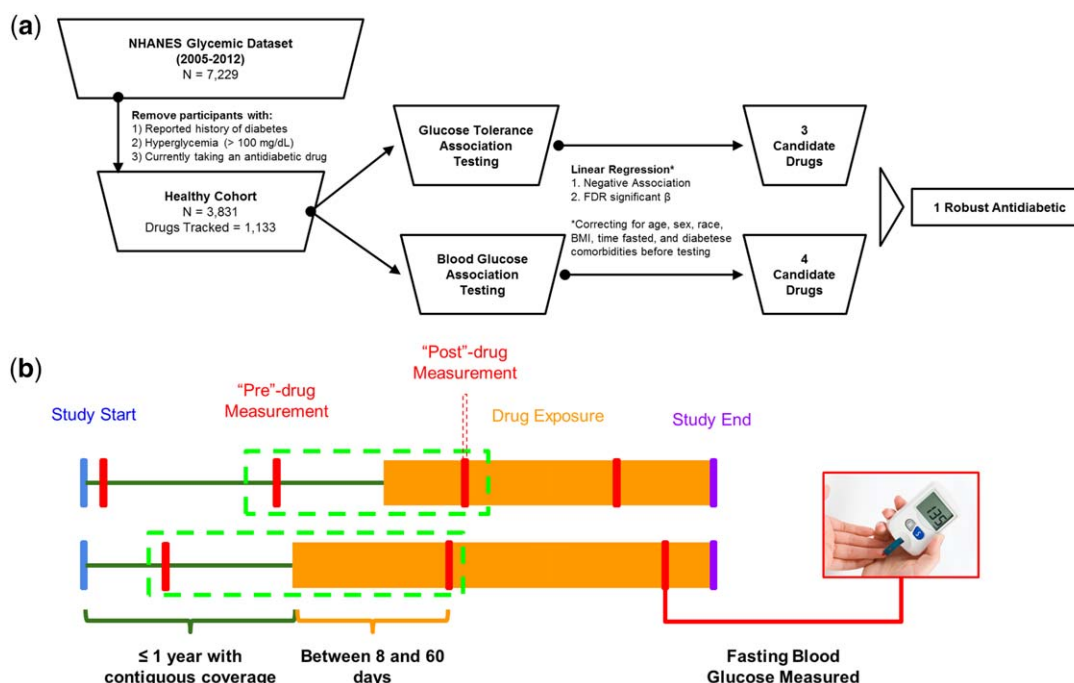 (a)
NHANES Glycemic Dataset
(2005-2012)
N = 7,229
Remove participants with:
1) Reported history of diabetes
2) Hyperglycemia (> 100 mg/dL)
3) Currently taking an antidiabetic drug
Healthy Cohort
N = 3,831
Drugs Tracked = 1,133
Glucose Tolerance
Association
Testing
Linear Regression*
1. Negative Association
2. FDR significant β
*Correcting for age, sex, race,
BMI, time fasted, and diabetese
comorbidities before testing
Blood Glucose
Association
Testing
3
Candidate
Drugs
4
Candidate
Drugs
1 Robust Antidiabetic
(b)
Study Start
"Pre"-drug
Measurement
"Post"-drug
Measurement
Drug Exposure
Study End
135
≤ 1 year with
contiguous coverage
Between 8 and 60
days
Fasting Blood
Glucose Measured